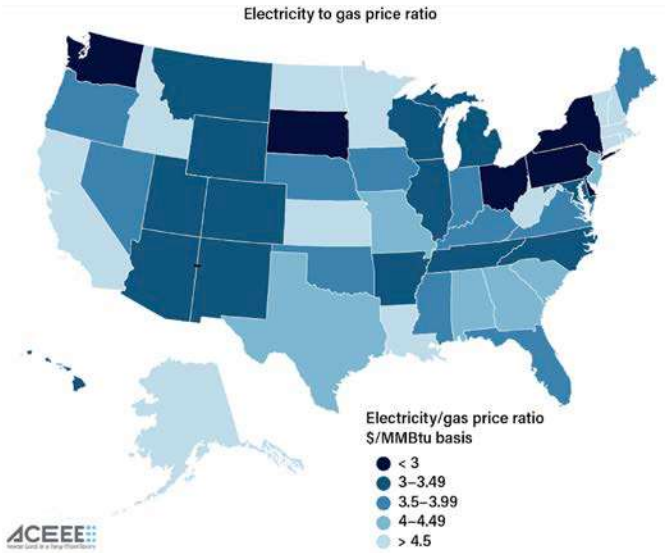 Electricity to gas price ratio
Electricity/gas price ratio
$/MMBtu basis
< 3
3–3.49
3.5–3.99
4–4.49
> 4.5
ACEEE